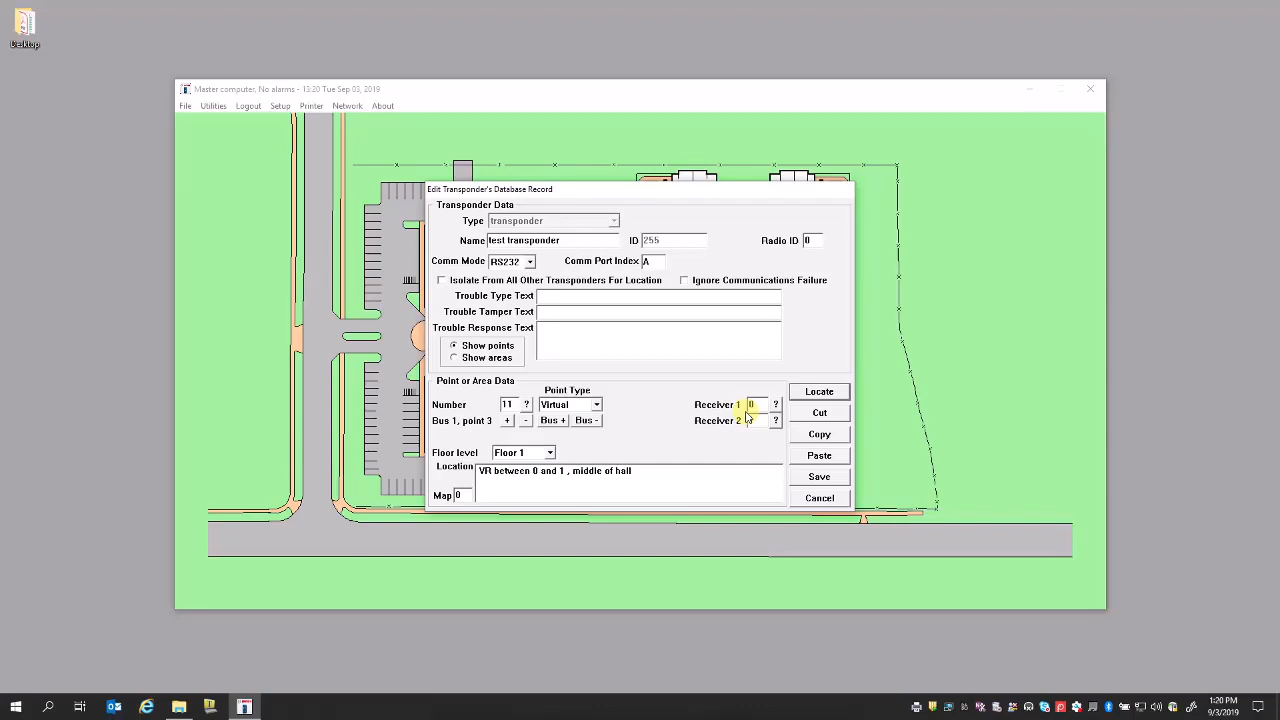 Desktop
Master computer, No alarms - 13:20 Tue Sep 03, 2019
File Utilities Logout Setup Printer Network About
Edit Transponder's Database Record
Transponder Data
Type transponder
Name test transponder ID 255 Radio ID 0
Comm Mode RS232 Comm Port Index A
Isolate From All Other Transponders For Location Ignore Communications Failure
Trouble Type Text
Trouble Tamper Text
Trouble Response Text
Show points
Show areas
Point or Area Data
Point Type
Number 11 ? Virtual Receiver 1 0 ?
Bus 1, point 3 + - Bus + Bus - Receiver 2 ?
Floor level Floor 1
Location VR between 0 and 1 , middle of hall
Map 0
Locate
Cut
Copy
Paste
Save
Cancel
1:20 PM
9/3/2019